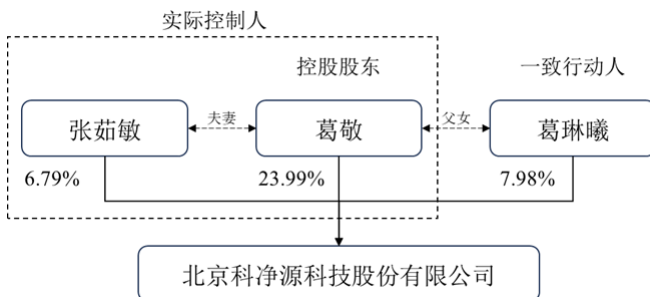 实际控制人
控股股东
一致行动人
张茹敏
夫妻
葛敬
父女
葛琳曦
6.79%
23.99%
7.98%
北京科净源科技股份有限公司